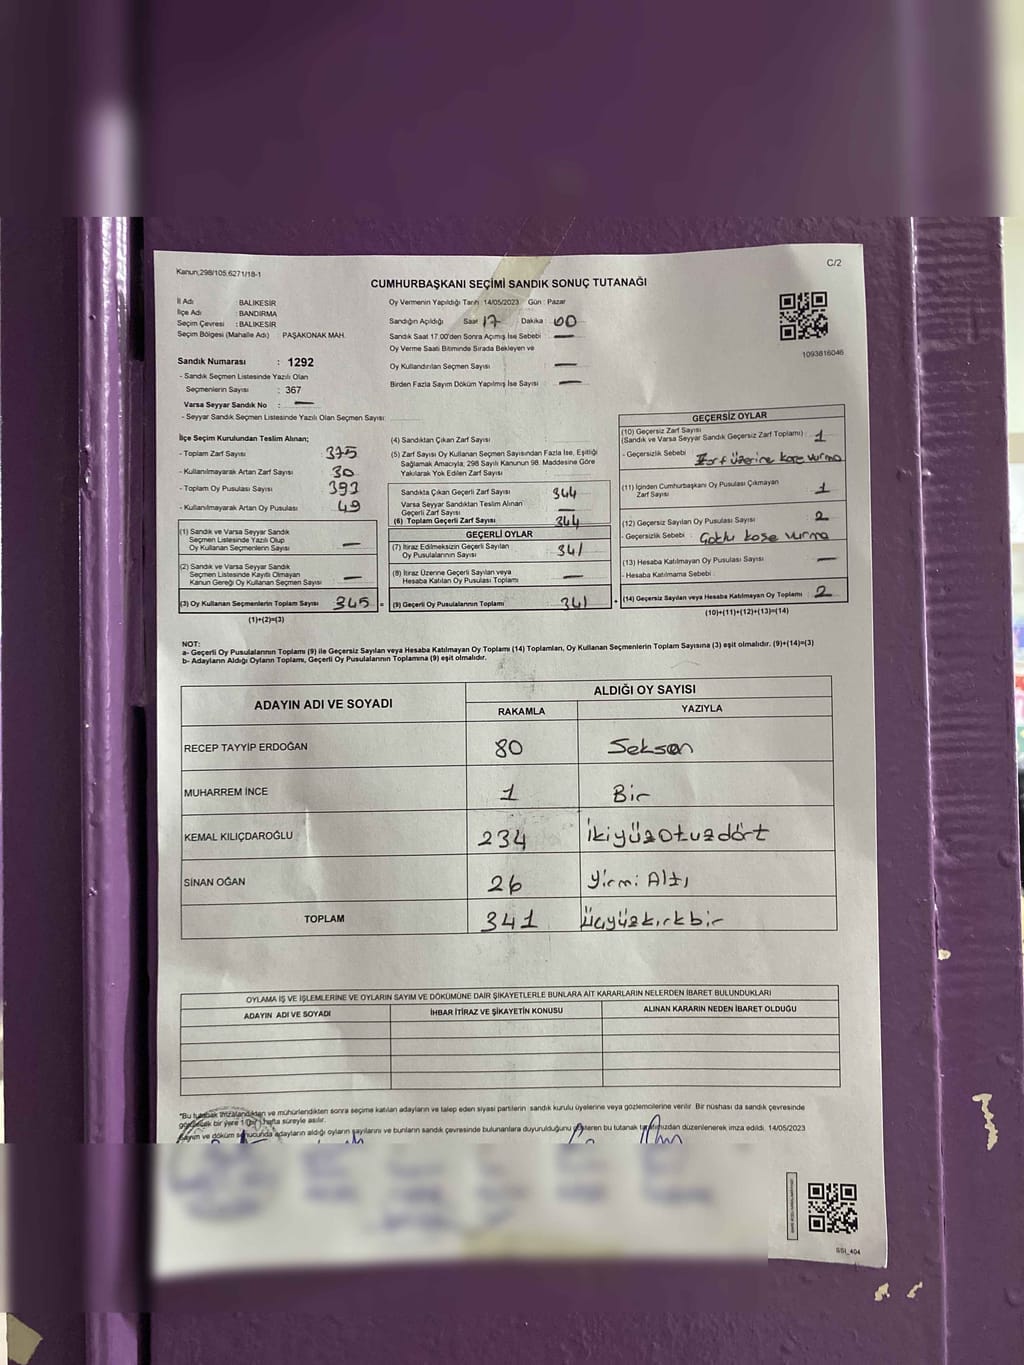 Kanun;298/105.6271/18-1
C/2
CUMHURBAŞKANI SEÇİMİ SANDIK SONUÇ TUTANAĞI
İl Adı : BALIKESİR
İlçe Adı : BANDIRMA
Seçim Çevresi : BALIKESİR
Seçim Bölgesi (Mahalle Adı) : PAŞAKONAK MAH.
Oy Vermenin Yapıldığı Tarih :14/05/2023 Gün : Pazar
Sandığın Açıldığı Saat 17 Dakika 00
Sandık Saat 17.00'den Sonra Açımış İse Sebebi —
Oy Verme Saati Bitiminde Sırada Bekleyen ve
Oy Kullandırılan Seçmen Sayısı —
Birden Fazla Sayım Döküm Yapılmış İse Sayısı —
1093616046
Sandık Numarası : 1292
- Sandık Seçmen Listesinde Yazılı Olan
Seçmenlerin Sayısı : 367
Varsa Seyyar Sandık No : —
- Seyyar Sandık Seçmen Listesinde Yazılı Olan Seçmen Sayısı:
İlçe Seçim Kurulundan Teslim Alınan;
- Toplam Zarf Sayısı 375
- Kullanılmayarak Artan Zarf Sayısı 30
- Toplam Oy Pusulası Sayısı 393
- Kullanılmayarak Artan Oy Pusulası 49
(1) Sandık ve Varsa Seyyar Sandık
Seçmen Listesinde Yazılı Olup
Oy Kullanan Seçmenlerin Sayısı —
(2) Sandık ve Varsa Seyyar Sandık
Seçmen Listesinde Kayıtlı Olmayan
Kanun Gereği Oy Kullanan Seçmen Sayısı —
(3) Oy Kullanan Seçmenlerin Toplam Sayısı 345 =
(1)+(2)=(3)
(4) Sandıktan Çıkan Zarf Sayısı
(5) Zarf Sayısı Oy Kullanan Seçmen Sayısından Fazla İse, Eşitliği
Sağlamak Amacıyla, 298 Sayılı Kanunun 98. Maddesine Göre
Yakılarak Yok Edilen Zarf Sayısı
Sandıkta Çıkan Geçerli Zarf Sayısı 344
Varsa Seyyar Sandıktan Teslim Alınan
Geçerli Zarf Sayısı —
(6) Toplam Geçerli Zarf Sayısı 344
GEÇERLİ OYLAR
(7) İtiraz Edilmeksizin Geçerli Sayılan
Oy Pusulalarının Sayısı 341
(8) İtiraz Üzerine Geçerli Sayılan veya
Hesaba Katılan Oy Pusulası Toplamı —
(9) Geçerli Oy Pusulalarının Toplamı 341 +
GEÇERSİZ OYLAR
(10) Geçersiz Zarf Sayısı
(Sandık ve Varsa Seyyar Sandık Geçersiz Zarf Toplamı) : 1
- Geçersizlik Sebebi Zarf üzerine kaşe vurma
(11) İçinden Cumhurbaşkanı Oy Pusulası Çıkmayan
Zarf Sayısı 1
(12) Geçersiz Sayılan Oy Pusulası Sayısı 2
- Geçersizlik Sebebi : Çoklu kaşe vurma
(13) Hesaba Katılmayan Oy Pusulası Sayısı —
- Hesaba Katılmama Sebebi
(14) Geçersiz Sayılan veya Hesaba Katılmayan Oy Toplamı 2
(10)+(11)+(12)+(13)=(14)
NOT:
a- Geçerli Oy Pusulalarının Toplamı (9) ile Geçersiz Sayılan veya Hesaba Katılmayan Oy Toplamı (14) Toplamları, Oy Kullanan Seçmenlerin Toplam Sayısına (3) eşit olmalıdır. (9)+(14)=(3)
b- Adayların Aldığı Oyların Toplamı, Geçerli Oy Pusulalarının Toplamına (9) eşit olmalıdır.
ADAYIN ADI VE SOYADI ALDIĞI OY SAYISI
RAKAMLA YAZIYLA
RECEP TAYYİP ERDOĞAN 80 Seksen
MUHARREM İNCE 1 Bir
KEMAL KILIÇDAROĞLU 234 ikiyüzotuzdört
SİNAN OĞAN 26 Yirmi Altı
TOPLAM 341 Üçyüzkırkbir
OYLAMA İŞ VE İŞLEMLERİNE VE OYLARIN SAYIM VE DÖKÜMÜNE DAİR ŞİKAYETLERLE BUNLARA AİT KARARLARIN NELERDEN İBARET BULUNDUKLARI
ADAYIN ADI VE SOYADI İHBAR İTİRAZ VE ŞİKAYETİN KONUSU ALINAN KARARIN NEDEN İBARET OLDUĞU
"Bu tutanak imzalandıkten ve mühürlendikten sonra seçime katılan adayların ve talep eden siyasi partilerin sandık kurulu üyelerine veya gözlemcilerine verilir. Bir nüshası da sandık çevresinde
görülecek bir yere 1 (bir) hafta süreyle asılır.
Sayım ve döküm sonucunda adayların aldığı oyların sayılarını ve bunların sandık çevresinde bulunanlara duyurulduğunu gösteren bu tutanak tarafımızdan düzenlenerek imza edildi. 14/05/2023
SSİ_404